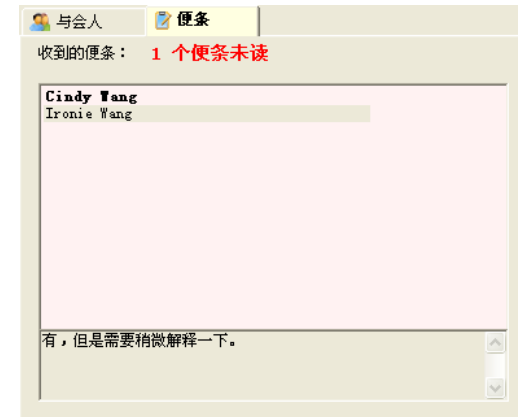 与会人
便条
收到的便条： 1 个便条未读
Cindy Wang
Ironie Wang
有，但是需要稍微解释一下。